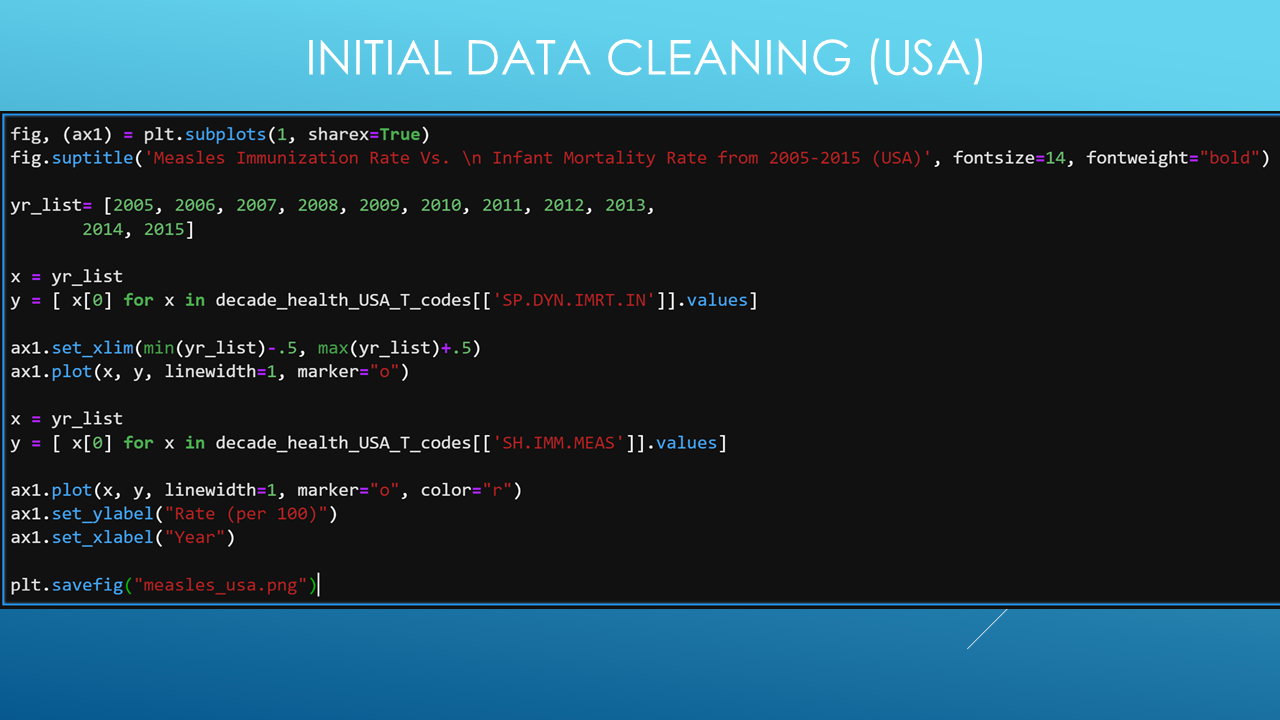 INITIAL DATA CLEANING (USA)
fig, (ax1) = plt.subplots(1, sharex=True)
fig.suptitle('Measles Immunization Rate Vs. \n Infant Mortality Rate from 2005-2015 (USA)', fontsize=14, fontweight="bold")
yr_list= [2005, 2006, 2007, 2008, 2009, 2010, 2011, 2012, 2013,
2014, 2015]
x = yr_list
y = [ x[0] for x in decade_health_USA_T_codes[['SP.DYN.IMRT.IN']].values]
ax1.set_xlim(min(yr_list)-.5, max(yr_list)+.5)
ax1.plot(x, y, linewidth=1, marker="o")
x = yr_list
y = [ x[0] for x in decade_health_USA_T_codes[['SH.IMM.MEAS']].values]
ax1.plot(x, y, linewidth=1, marker="o", color="r")
ax1.set_ylabel("Rate (per 100)")
ax1.set_xlabel("Year")
plt.savefig("measles_usa.png")